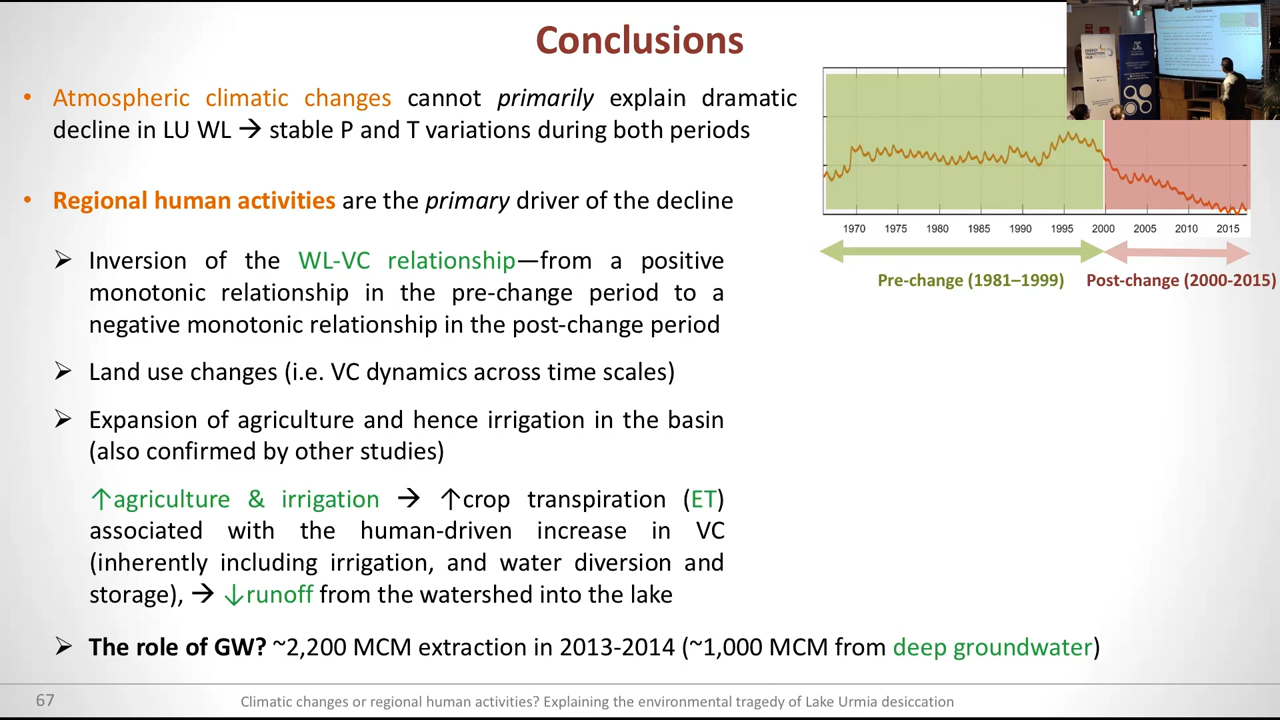 Conclusions
• Atmospheric climatic changes cannot primarily explain dramatic
decline in LU WL → stable P and T variations during both periods
• Regional human activities are the primary driver of the decline
➢ Inversion of the WL-VC relationship—from a positive
monotonic relationship in the pre-change period to a
negative monotonic relationship in the post-change period
➢ Land use changes (i.e. VC dynamics across time scales)
➢ Expansion of agriculture and hence irrigation in the basin
(also confirmed by other studies)
↑agriculture & irrigation → ↑crop transpiration (ET)
associated with the human-driven increase in VC
(inherently including irrigation, and water diversion and
storage), → ↓runoff from the watershed into the lake
➢ The role of GW? ~2,200 MCM extraction in 2013-2014 (~1,000 MCM from deep groundwater)
1970 1975 1980 1985 1990 1995 2000 2005 2010 2015
Pre-change (1981–1999) Post-change (2000-2015)
67 Climatic changes or regional human activities? Explaining the environmental tragedy of Lake Urmia desiccation